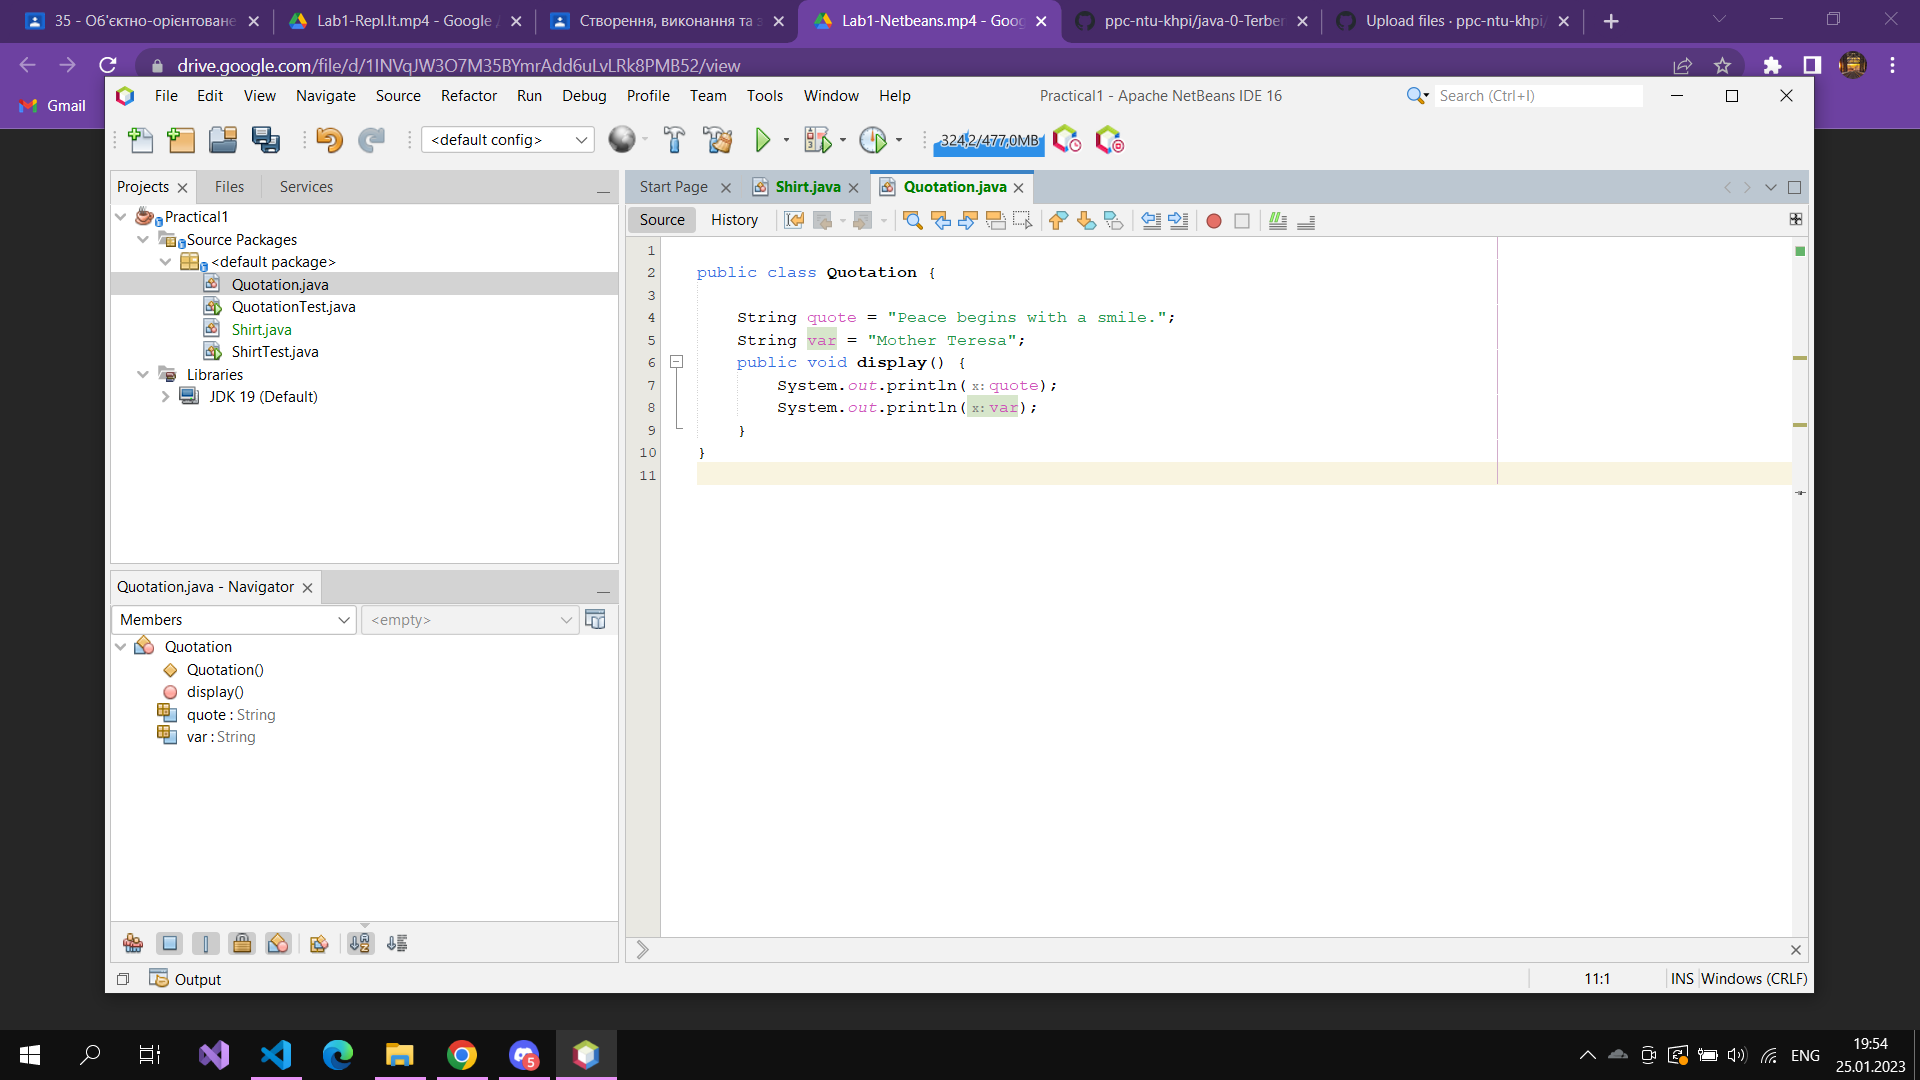 35 - Об'єктно-орієнтоване
Lab1-Repl.It.mp4 - Google
Створення, виконання та з
Lab1-Netbeans.mp4 - Goog
ppc-ntu-khpi/java-0-Terber
Upload files · ppc-ntu-khpi/
drive.google.com/file/d/1INVqJW3O7M35BYmrAdd6uLvLRk8PMB52/view
Gmail
File Edit View Navigate Source Refactor Run Debug Profile Team Tools Window Help
Practical1 - Apache NetBeans IDE 16
Search (Ctrl+I)
<default config>
324,2/477,0MB
Projects Files Services
Practical1
Source Packages
<default package>
Quotation.java
QuotationTest.java
Shirt.java
ShirtTest.java
Libraries
JDK 19 (Default)
Start Page Shirt.java Quotation.java
Source History
1
2 public class Quotation {
3
4 String quote = "Peace begins with a smile.";
5 String var = "Mother Teresa";
6 public void display() {
7 System.out.println(x: quote);
8 System.out.println(x: var);
9 }
10 }
11
Quotation.java - Navigator
Members <empty>
Quotation
Quotation()
display()
quote : String
var : String
Output
11:1 INS Windows (CRLF)
5
ENG
19:54
25.01.2023